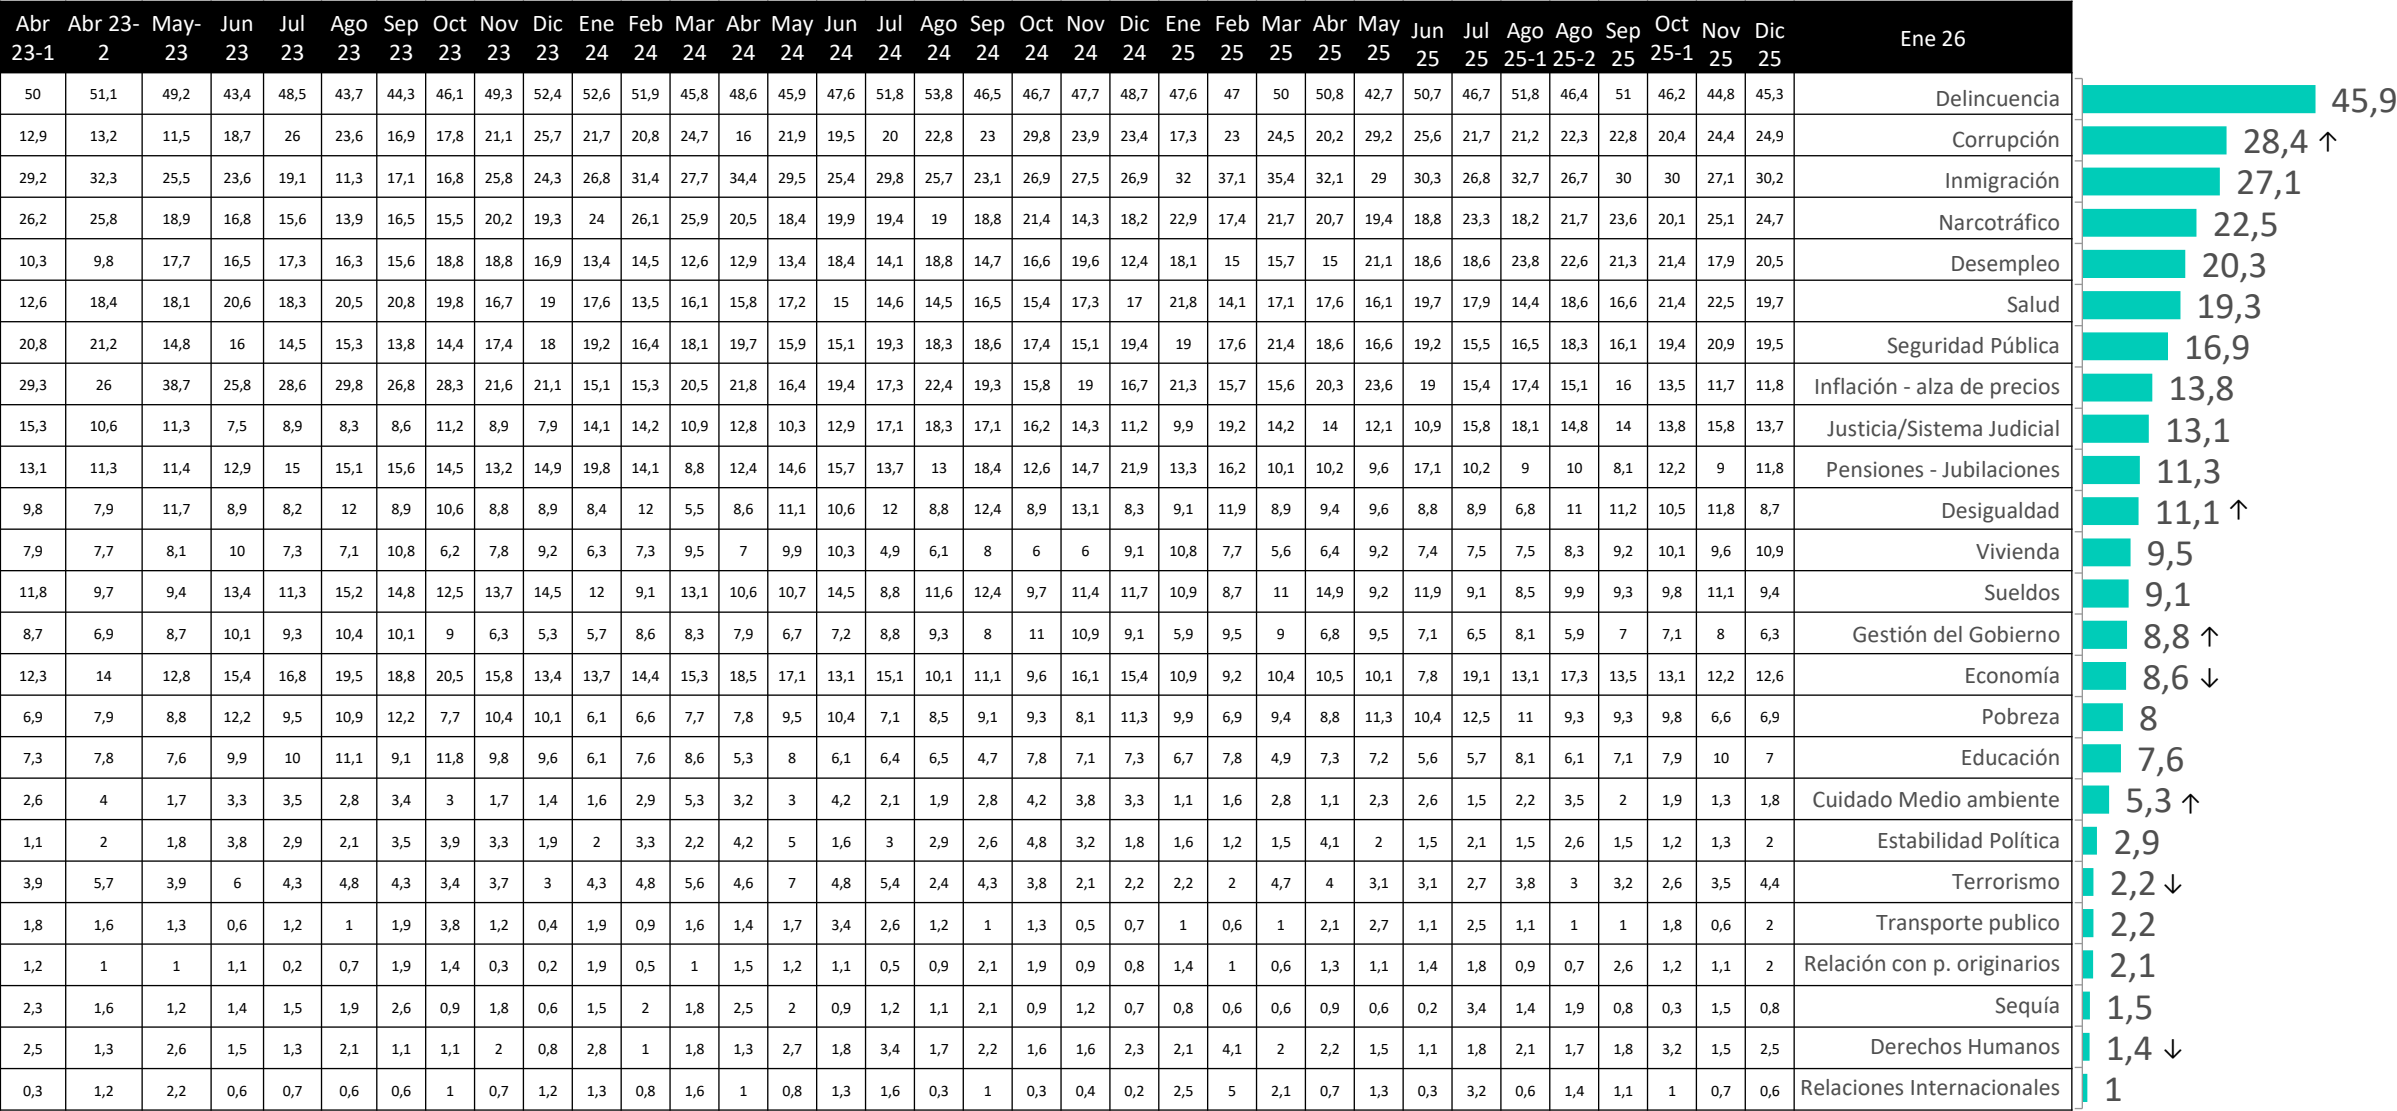 Abr 23-1 Abr 23-2 May-23 Jun 23 Jul 23 Ago 23 Sep 23 Oct 23 Nov 23 Dic 23 Ene 24 Feb 24 Mar 24 Abr 24 May 24 Jun 24 Jul 24 Ago 24 Sep 24 Oct 24 Nov 24 Dic 24 Ene 25 Feb 25 Mar 25 Abr 25 May 25 Jun 25 Jul 25 Ago 25-1 Ago 25-2 Sep 25 Oct 25-1 Nov 25 Dic 25 Ene 26
50 51,1 49,2 43,4 48,5 43,7 44,3 46,1 49,3 52,4 52,6 51,9 45,8 48,6 45,9 47,6 51,8 53,8 46,5 46,7 47,7 48,7 47,6 47 50 50,8 42,7 50,7 46,7 51,8 46,4 51 46,2 44,8 45,3 Delincuencia 45,9
12,9 13,2 11,5 18,7 26 23,6 16,9 17,8 21,1 25,7 21,7 20,8 24,7 16 21,9 19,5 20 22,8 23 29,8 23,9 23,4 17,3 23 24,5 20,2 29,2 25,6 21,7 21,2 22,3 22,8 20,4 24,4 24,9 Corrupción 28,4 ↑
29,2 32,3 25,5 23,6 19,1 11,3 17,1 16,8 25,8 24,3 26,8 31,4 27,7 34,4 29,5 25,4 29,8 25,7 23,1 26,9 27,5 26,9 32 37,1 35,4 32,1 29 30,3 26,8 32,7 26,7 30 30 27,1 30,2 Inmigración 27,1
26,2 25,8 18,9 16,8 15,6 13,9 16,5 15,5 20,2 19,3 24 26,1 25,9 20,5 18,4 19,9 19,4 19 18,8 21,4 14,3 18,2 22,9 17,4 21,7 20,7 19,4 18,8 23,3 18,2 21,7 23,6 20,1 25,1 24,7 Narcotráfico 22,5
10,3 9,8 17,7 16,5 17,3 16,3 15,6 18,8 18,8 16,9 13,4 14,5 12,6 12,9 13,4 18,4 14,1 18,8 14,7 16,6 19,6 12,4 18,1 15 15,7 15 21,1 18,6 18,6 23,8 22,6 21,3 21,4 17,9 20,5 Desempleo 20,3
12,6 18,4 18,1 20,6 18,3 20,5 20,8 19,8 16,7 19 17,6 13,5 16,1 15,8 17,2 15 14,6 14,5 16,5 15,4 17,3 17 21,8 14,1 17,1 17,6 16,1 19,7 17,9 14,4 18,6 16,6 21,4 22,5 19,7 Salud 19,3
20,8 21,2 14,8 16 14,5 15,3 13,8 14,4 17,4 18 19,2 16,4 18,1 19,7 15,9 15,1 19,3 18,3 18,6 17,4 15,1 19,4 19 17,6 21,4 18,6 16,6 19,2 15,5 16,5 18,3 16,1 19,4 20,9 19,5 Seguridad Pública 16,9
29,3 26 38,7 25,8 28,6 29,8 26,8 28,3 21,6 21,1 15,1 15,3 20,5 21,8 16,4 19,4 17,3 22,4 19,3 15,8 19 16,7 21,3 15,7 15,6 20,3 23,6 19 15,4 17,4 15,1 16 13,5 11,7 11,8 Inflación - alza de precios 13,8
15,3 10,6 11,3 7,5 8,9 8,3 8,6 11,2 8,9 7,9 14,1 14,2 10,9 12,8 10,3 12,9 17,1 18,3 17,1 16,2 14,3 11,2 9,9 19,2 14,2 14 12,1 10,9 15,8 18,1 14,8 14 13,8 15,8 13,7 Justicia/Sistema Judicial 13,1
13,1 11,3 11,4 12,9 15 15,1 15,6 14,5 13,2 14,9 19,8 14,1 8,8 12,4 14,6 15,7 13,7 13 18,4 12,6 14,7 21,9 13,3 16,2 10,1 10,2 9,6 17,1 10,2 9 10 8,1 12,2 9 11,8 Pensiones - Jubilaciones 11,3
9,8 7,9 11,7 8,9 8,2 12 8,9 10,6 8,8 8,9 8,4 12 5,5 8,6 11,1 10,6 12 8,8 12,4 8,9 13,1 8,3 9,1 11,9 8,9 9,4 9,6 8,8 8,9 6,8 11 11,2 10,5 11,8 8,7 Desigualdad 11,1 ↑
7,9 7,7 8,1 10 7,3 7,1 10,8 6,2 7,8 9,2 6,3 7,3 9,5 7 9,9 10,3 4,9 6,1 8 6 6 9,1 10,8 7,7 5,6 6,4 9,2 7,4 7,5 7,5 8,3 9,2 10,1 9,6 10,9 Vivienda 9,5
11,8 9,7 9,4 13,4 11,3 15,2 14,8 12,5 13,7 14,5 12 9,1 13,1 10,6 10,7 14,5 8,8 11,6 12,4 9,7 11,4 11,7 10,9 8,7 11 14,9 9,2 11,9 9,1 8,5 9,9 9,3 9,8 11,1 9,4 Sueldos 9,1
8,7 6,9 8,7 10,1 9,3 10,4 10,1 9 6,3 5,3 5,7 8,6 8,3 7,9 6,7 7,2 8,8 9,3 8 11 10,9 9,1 5,9 9,5 9 6,8 9,5 7,1 6,5 8,1 5,9 7 7,1 8 6,3 Gestión del Gobierno 8,8 ↑
12,3 14 12,8 15,4 16,8 19,5 18,8 20,5 15,8 13,4 13,7 14,4 15,3 18,5 17,1 13,1 15,1 10,1 11,1 9,6 16,1 15,4 10,9 9,2 10,4 10,5 10,1 7,8 19,1 13,1 17,3 13,5 13,1 12,2 12,6 Economía 8,6 ↓
6,9 7,9 8,8 12,2 9,5 10,9 12,2 7,7 10,4 10,1 6,1 6,6 7,7 7,8 9,5 10,4 7,1 8,5 9,1 9,3 8,1 11,3 9,9 6,9 9,4 8,8 11,3 10,4 12,5 11 9,3 9,3 9,8 6,6 6,9 Pobreza 8
7,3 7,8 7,6 9,9 10 11,1 9,1 11,8 9,8 9,6 6,1 7,6 8,6 5,3 8 6,1 6,4 6,5 4,7 7,8 7,1 7,3 6,7 7,8 4,9 7,3 7,2 5,6 5,7 8,1 6,1 7,1 7,9 10 7 Educación 7,6
2,6 4 1,7 3,3 3,5 2,8 3,4 3 1,7 1,4 1,6 2,9 5,3 3,2 3 4,2 2,1 1,9 2,8 4,2 3,8 3,3 1,1 1,6 2,8 1,1 2,3 2,6 1,5 2,2 3,5 2 1,9 1,3 1,8 Cuidado Medio ambiente 5,3 ↑
1,1 2 1,8 3,8 2,9 2,1 3,5 3,9 3,3 1,9 2 3,3 2,2 4,2 5 1,6 3 2,9 2,6 4,8 3,2 1,8 1,6 1,2 1,5 4,1 2 1,5 2,1 1,5 2,6 1,5 1,2 1,3 2 Estabilidad Política 2,9
3,9 5,7 3,9 6 4,3 4,8 4,3 3,4 3,7 3 4,3 4,8 5,6 4,6 7 4,8 5,4 2,4 4,3 3,8 2,1 2,2 2,2 2 4,7 4 3,1 3,1 2,7 3,8 3 3,2 2,6 3,5 4,4 Terrorismo 2,2 ↓
1,8 1,6 1,3 0,6 1,2 1 1,9 3,8 1,2 0,4 1,9 0,9 1,6 1,4 1,7 3,4 2,6 1,2 1 1,3 0,5 0,7 1 0,6 1 2,1 2,7 1,1 2,5 1,1 1 1 1,8 0,6 2 Transporte publico 2,2
1,2 1 1 1,1 0,2 0,7 1,9 1,4 0,3 0,2 1,9 0,5 1 1,5 1,2 1,1 0,5 0,9 2,1 1,9 0,9 0,8 1,4 1 0,6 1,3 1,1 1,4 1,8 0,9 0,7 2,6 1,2 1,1 2 Relación con p. originarios 2,1
2,3 1,6 1,2 1,4 1,5 1,9 2,6 0,9 1,8 0,6 1,5 2 1,8 2,5 2 0,9 1,2 1,1 2,1 0,9 1,2 0,7 0,8 0,6 0,6 0,9 0,6 0,2 3,4 1,4 1,9 0,8 0,3 1,5 0,8 Sequía 1,5
2,5 1,3 2,6 1,5 1,3 2,1 1,1 1,1 2 0,8 2,8 1 1,8 1,3 2,7 1,8 3,4 1,7 2,2 1,6 1,6 2,3 2,1 4,1 2 2,2 1,5 1,1 1,8 2,1 1,7 1,8 3,2 1,5 2,5 Derechos Humanos 1,4 ↓
0,3 1,2 2,2 0,6 0,7 0,6 0,6 1 0,7 1,2 1,3 0,8 1,6 1 0,8 1,3 1,6 0,3 1 0,3 0,4 0,2 2,5 5 2,1 0,7 1,3 0,3 3,2 0,6 1,4 1,1 1 0,7 0,6 Relaciones Internacionales 1